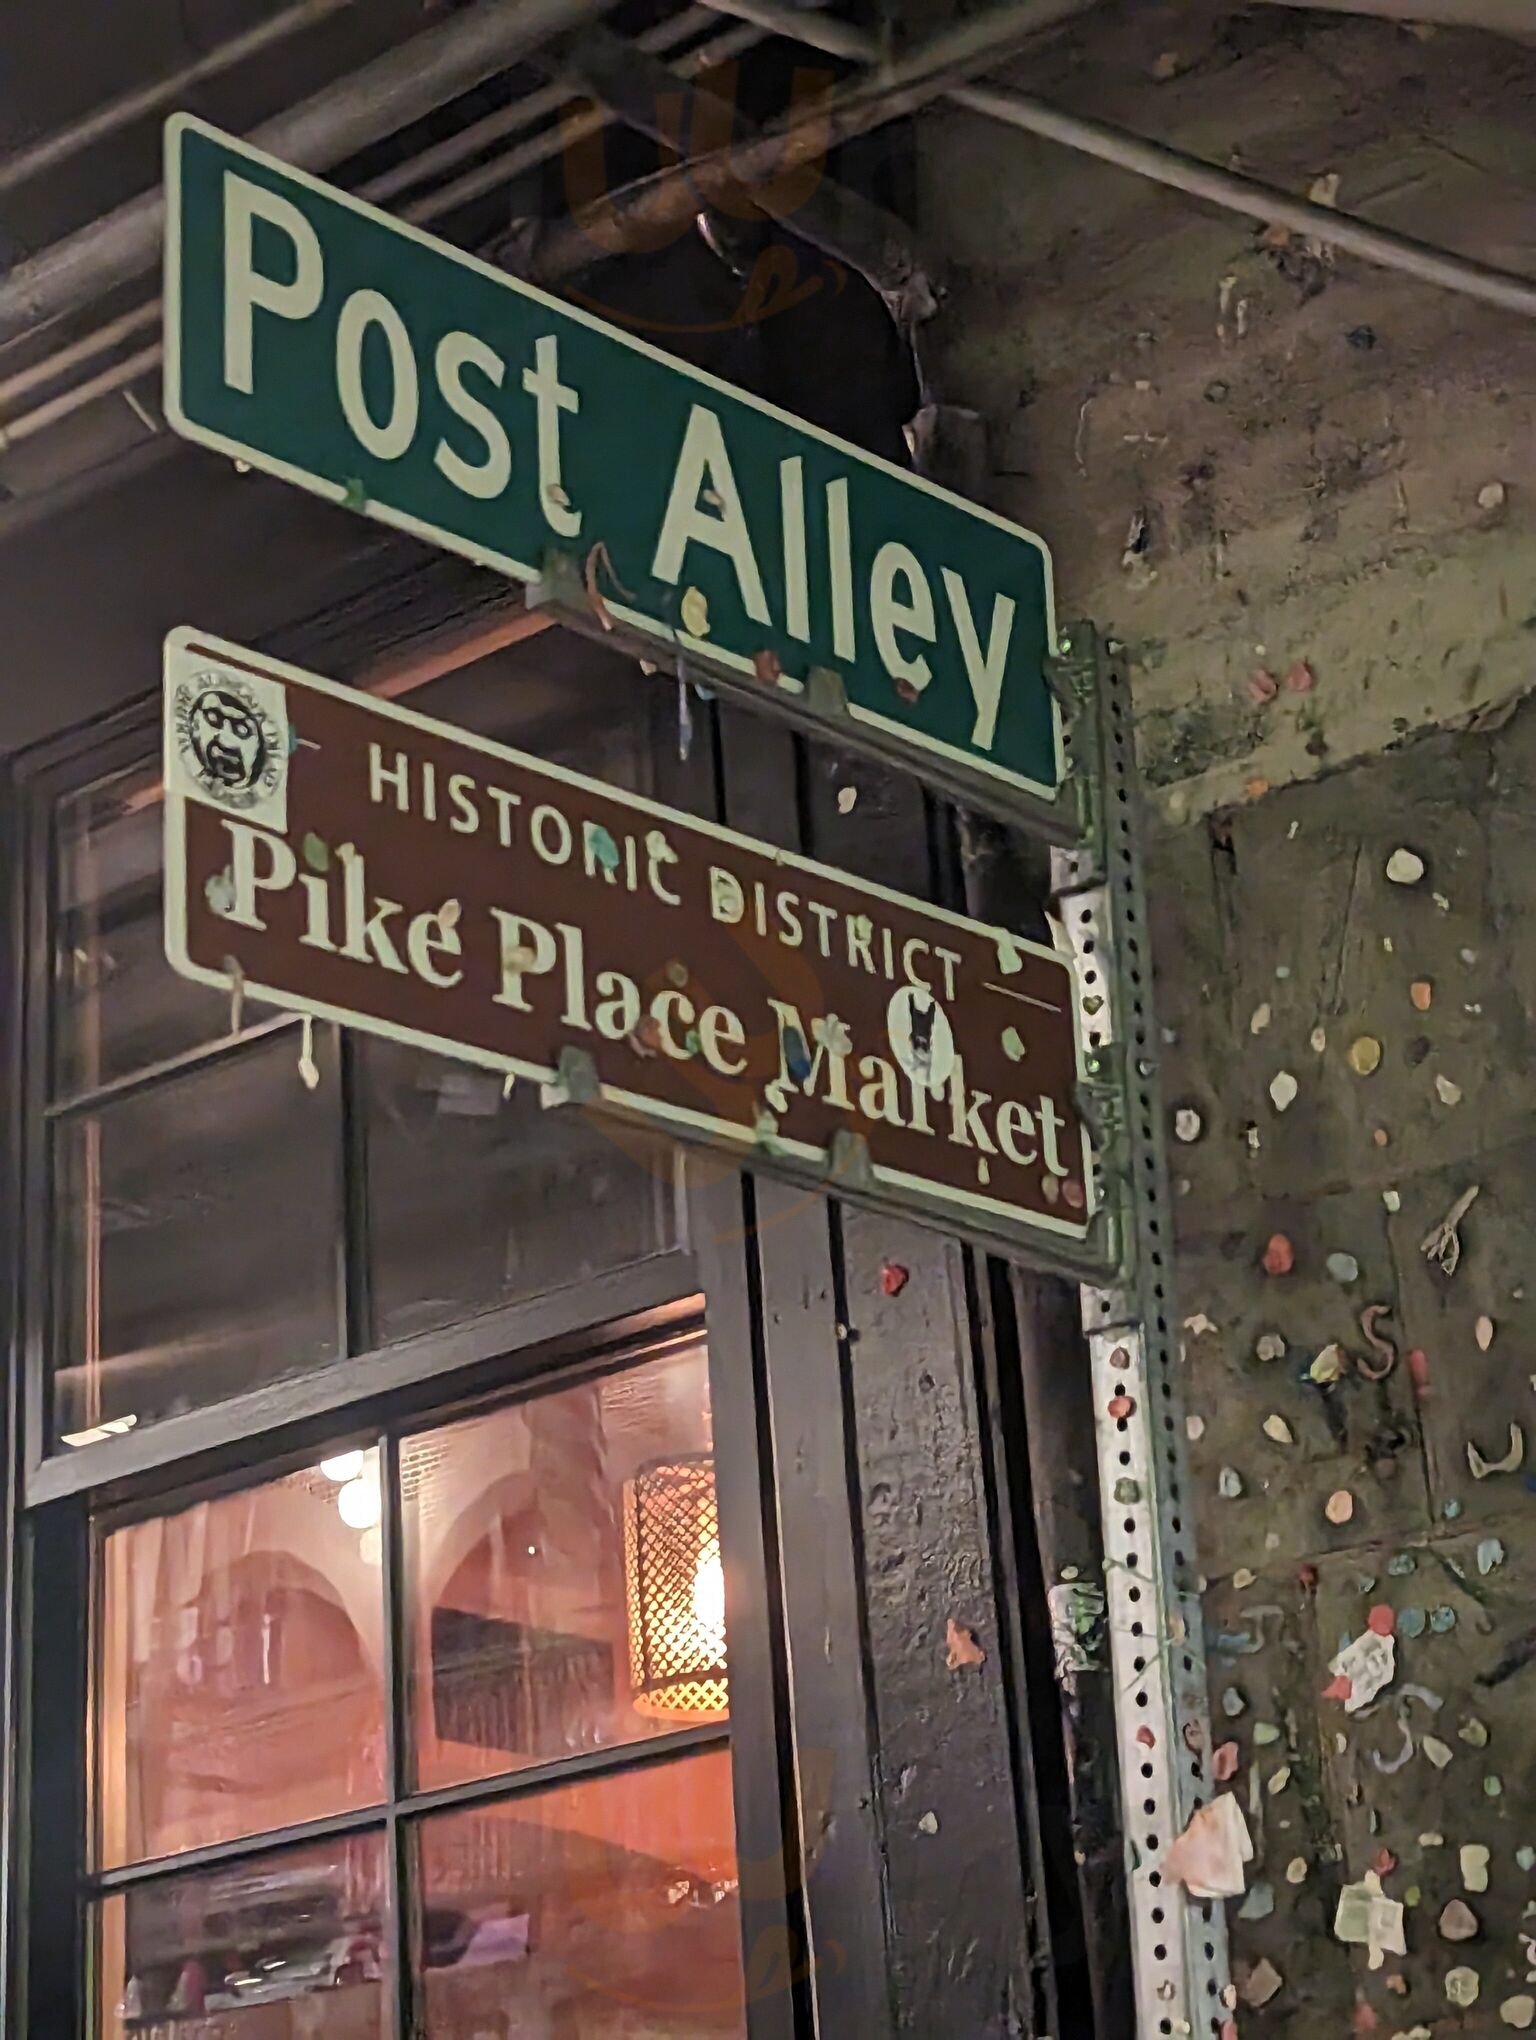 Post Alley
HISTORIC DISTRICT
Pike Place Market